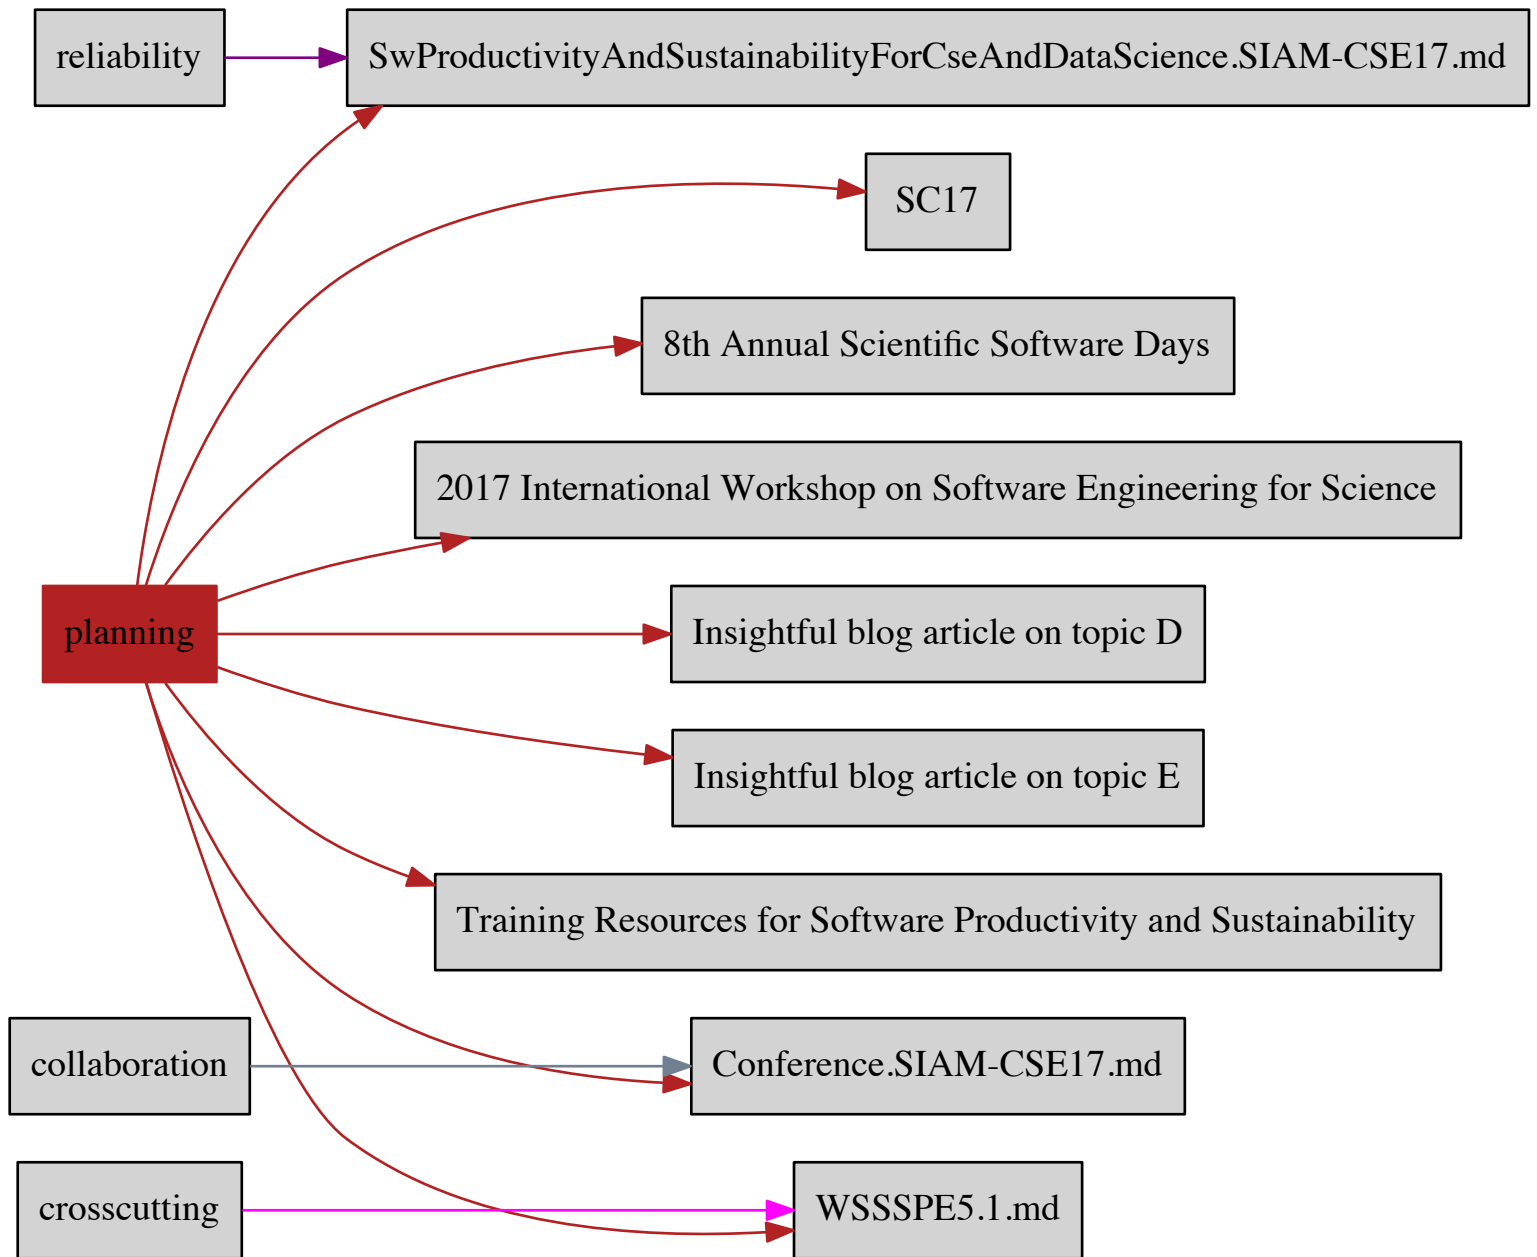 reliability
SwProductivityAndSustainabilityForCseAndDataScience.SIAM-CSE17.md
SC17
8th Annual Scientific Software Days
2017 International Workshop on Software Engineering for Science
planning
Insightful blog article on topic D
Insightful blog article on topic E
Training Resources for Software Productivity and Sustainability
collaboration
Conference.SIAM-CSE17.md
crosscutting
WSSSPE5.1.md